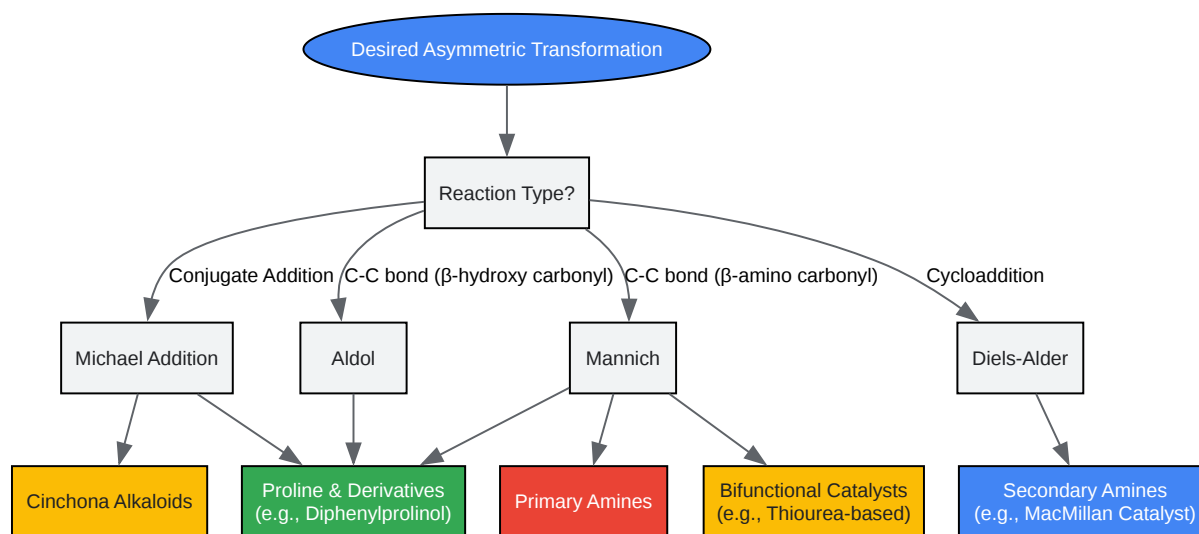 Desired Asymmetric Transformation
Reaction Type?
Conjugate Addition
C-C bond (β-hydroxy carbonyl)
C-C bond (β-amino carbonyl)
Cycloaddition
Michael Addition
Aldol
Mannich
Diels-Alder
Cinchona Alkaloids
Proline & Derivatives
(e.g., Diphenylprolinol)
Primary Amines
Bifunctional Catalysts
(e.g., Thiourea-based)
Secondary Amines
(e.g., MacMillan Catalyst)